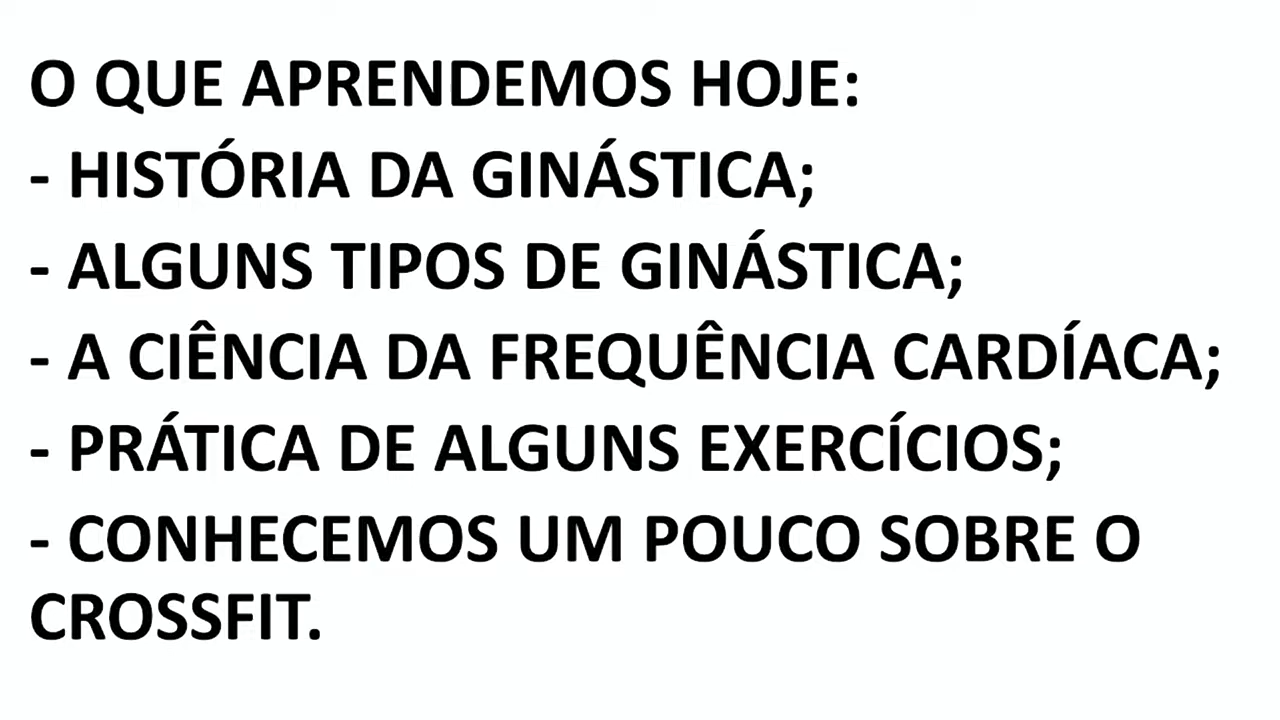 O QUE APRENDEMOS HOJE:
- HISTÓRIA DA GINÁSTICA;
- ALGUNS TIPOS DE GINÁSTICA;
- A CIÊNCIA DA FREQUÊNCIA CARDÍACA;
- PRÁTICA DE ALGUNS EXERCÍCIOS;
- CONHECEMOS UM POUCO SOBRE O
CROSSFIT.